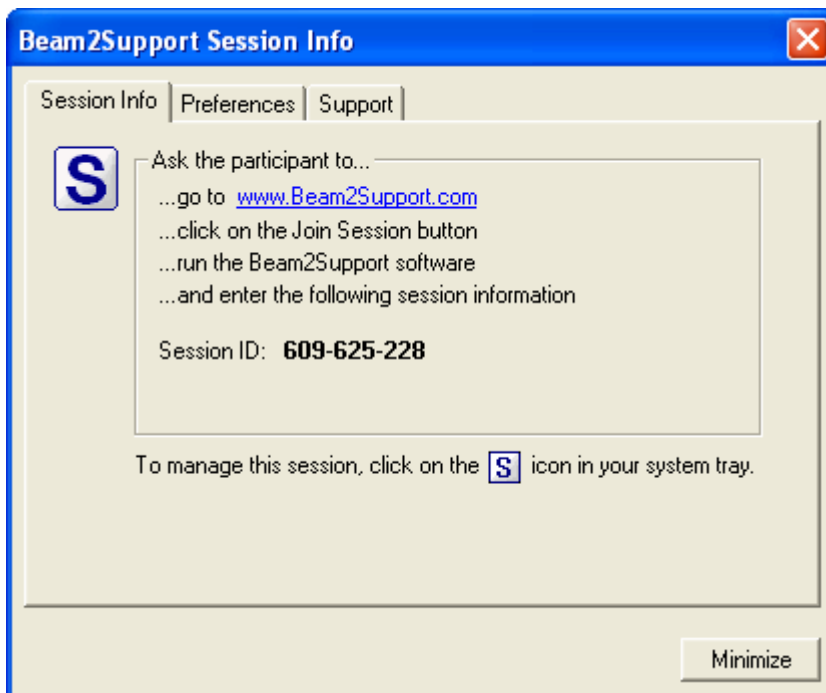 Beam2Support Session Info
Session Info Preferences Support
S
Ask the participant to...
...go to www.Beam2Support.com
...click on the Join Session button
...run the Beam2Support software
...and enter the following session information
Session ID: 609-625-228
To manage this session, click on the S icon in your system tray.
Minimize